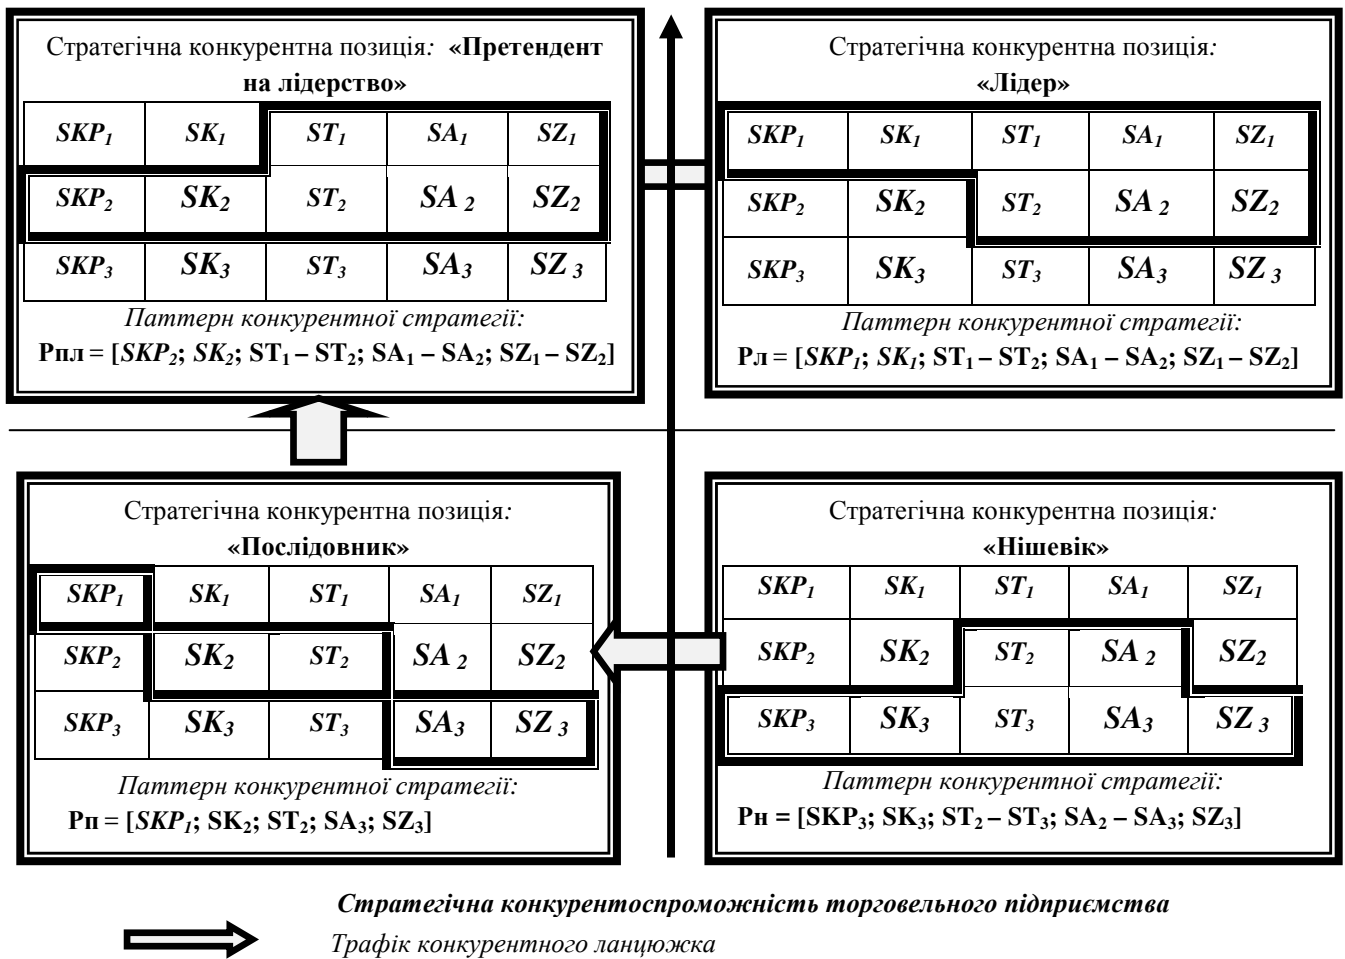 Стратегічна конкурентна позиція: «Претендент
на лідерство»
SKP₁ SK₁ ST₁ SA₁ SZ₁
SKP₂ SK₂ ST₂ SA ₂ SZ₂
SKP₃ SK₃ ST₃ SA₃ SZ ₃
Паттерн конкурентної стратегії:
Рпл = [SKP₂; SK₂; ST₁ – ST₂; SA₁ – SA₂; SZ₁ – SZ₂]
Стратегічна конкурентна позиція:
«Лідер»
SKP₁ SK₁ ST₁ SA₁ SZ₁
SKP₂ SK₂ ST₂ SA ₂ SZ₂
SKP₃ SK₃ ST₃ SA₃ SZ ₃
Паттерн конкурентної стратегії:
Рл = [SKP₁; SK₁; ST₁ – ST₂; SA₁ – SA₂; SZ₁ – SZ₂]
Стратегічна конкурентна позиція:
«Послідовник»
SKP₁ SK₁ ST₁ SA₁ SZ₁
SKP₂ SK₂ ST₂ SA ₂ SZ₂
SKP₃ SK₃ ST₃ SA₃ SZ ₃
Паттерн конкурентної стратегії:
Рп = [SKP₁; SK₂; ST₂; SA₃; SZ₃]
Стратегічна конкурентна позиція:
«Нішевік»
SKP₁ SK₁ ST₁ SA₁ SZ₁
SKP₂ SK₂ ST₂ SA ₂ SZ₂
SKP₃ SK₃ ST₃ SA₃ SZ ₃
Паттерн конкурентної стратегії:
Рн = [SKP₃; SK₃; ST₂ – ST₃; SA₂ – SA₃; SZ₃]
Стратегічна конкурентоспроможність торговельного підприємства
Трафік конкурентного ланцюжка